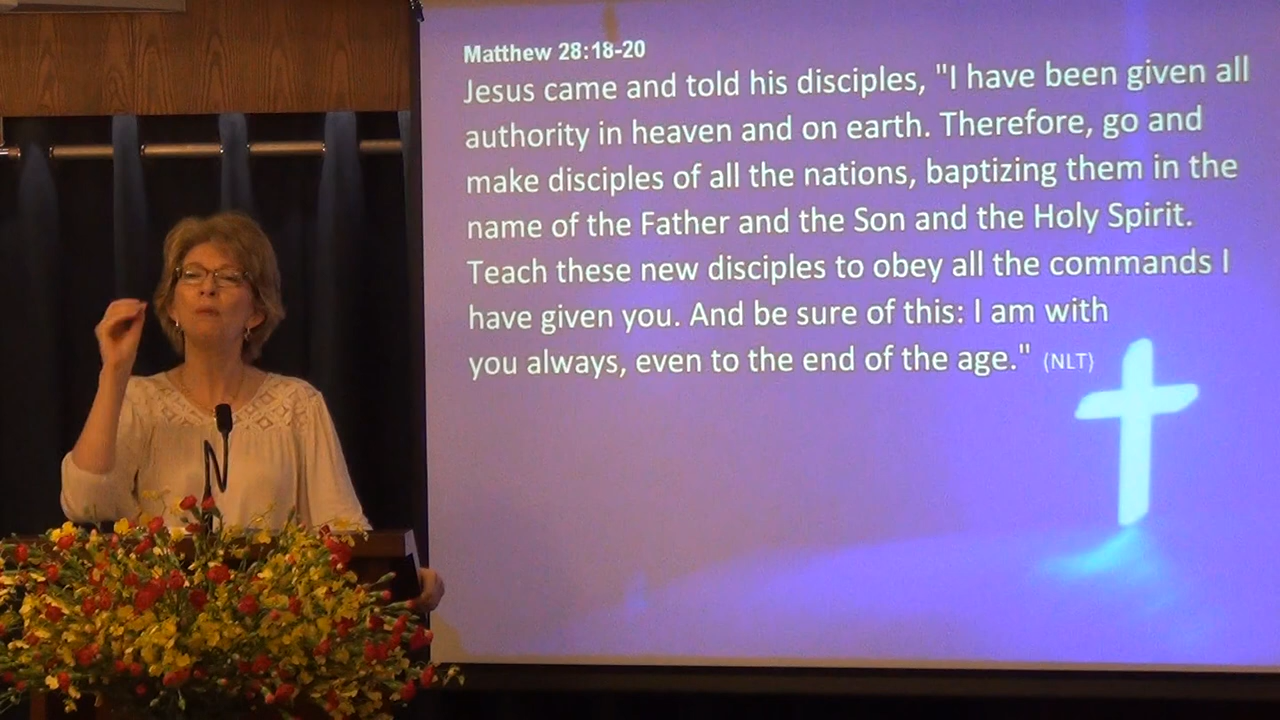 Matthew 28:18-20
Jesus came and told his disciples, "I have been given all
authority in heaven and on earth. Therefore, go and
make disciples of all the nations, baptizing them in the
name of the Father and the Son and the Holy Spirit.
Teach these new disciples to obey all the commands I
have given you. And be sure of this: I am with
you always, even to the end of the age." (NLT)